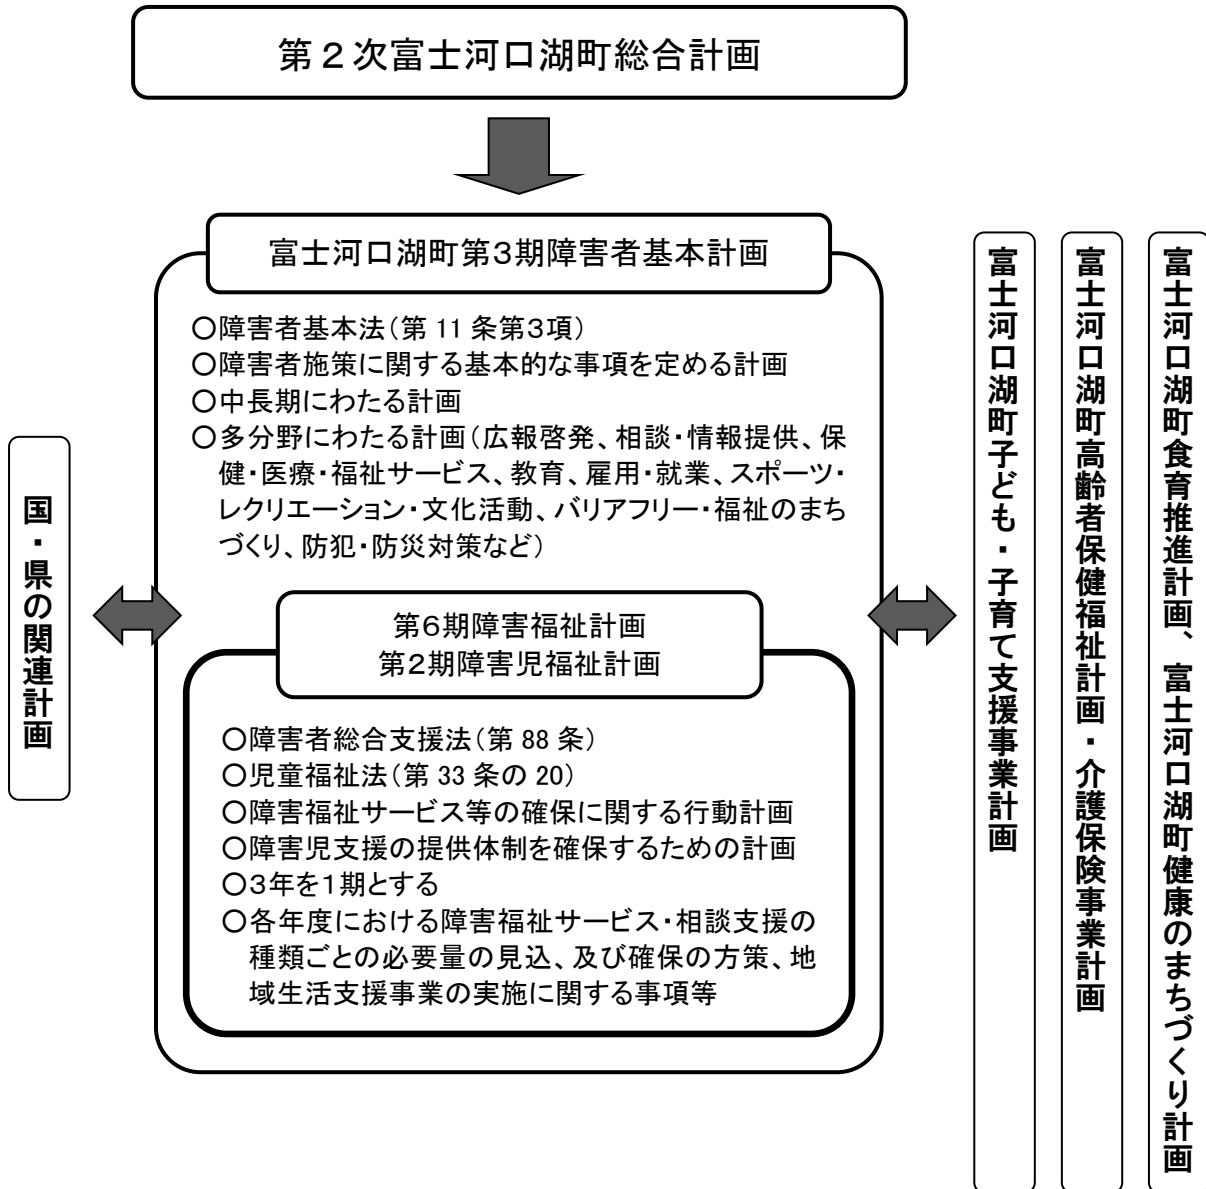 第２次富士河口湖町総合計画
富士河口湖町第３期障害者基本計画
○障害者基本法（第 11 条第３項）
○障害者施策に関する基本的な事項を定める計画
○中長期にわたる計画
○多分野にわたる計画（広報啓発、相談・情報提供、保
健・医療・福祉サービス、教育、雇用・就業、スポーツ・
レクリエーション・文化活動、バリアフリー・福祉のまち
づくり、防犯・防災対策など）
第６期障害福祉計画
第２期障害児福祉計画
○障害者総合支援法（第 88 条）
○児童福祉法（第 33 条の 20）
○障害福祉サービス等の確保に関する行動計画
○障害児支援の提供体制を確保するための計画
○３年を１期とする
○各年度における障害福祉サービス・相談支援の
種類ごとの必要量の見込、及び確保の方策、地
域生活支援事業の実施に関する事項等
国・県の関連計画
富士河口湖町子ども・子育て支援事業計画
富士河口湖町高齢者保健福祉計画・介護保険事業計画
富士河口湖町食育推進計画、富士河口湖町健康のまちづくり計画